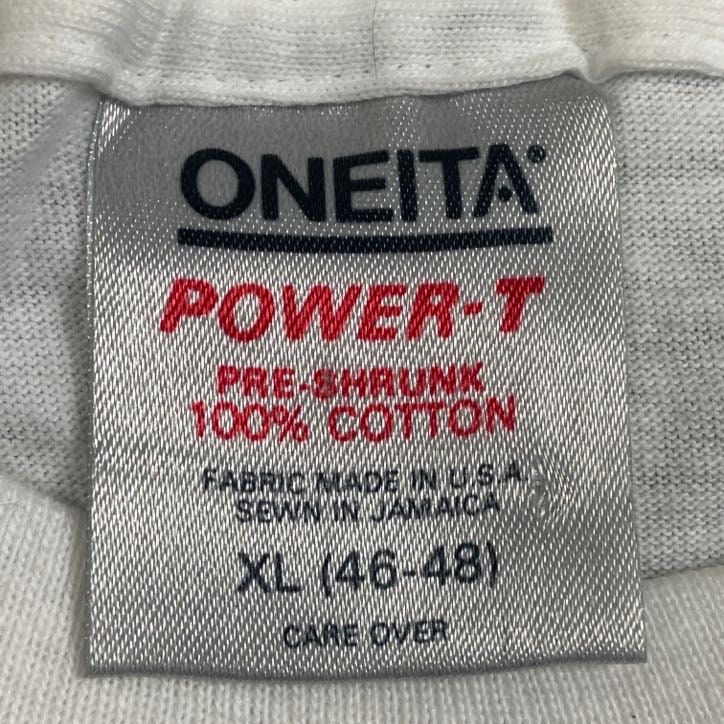 ONEITA®
POWER-T
PRE-SHRUNK
100% COTTON
FABRIC MADE IN U.S.A.
SEWN IN JAMAICA
XL (46-48)
CARE OVER